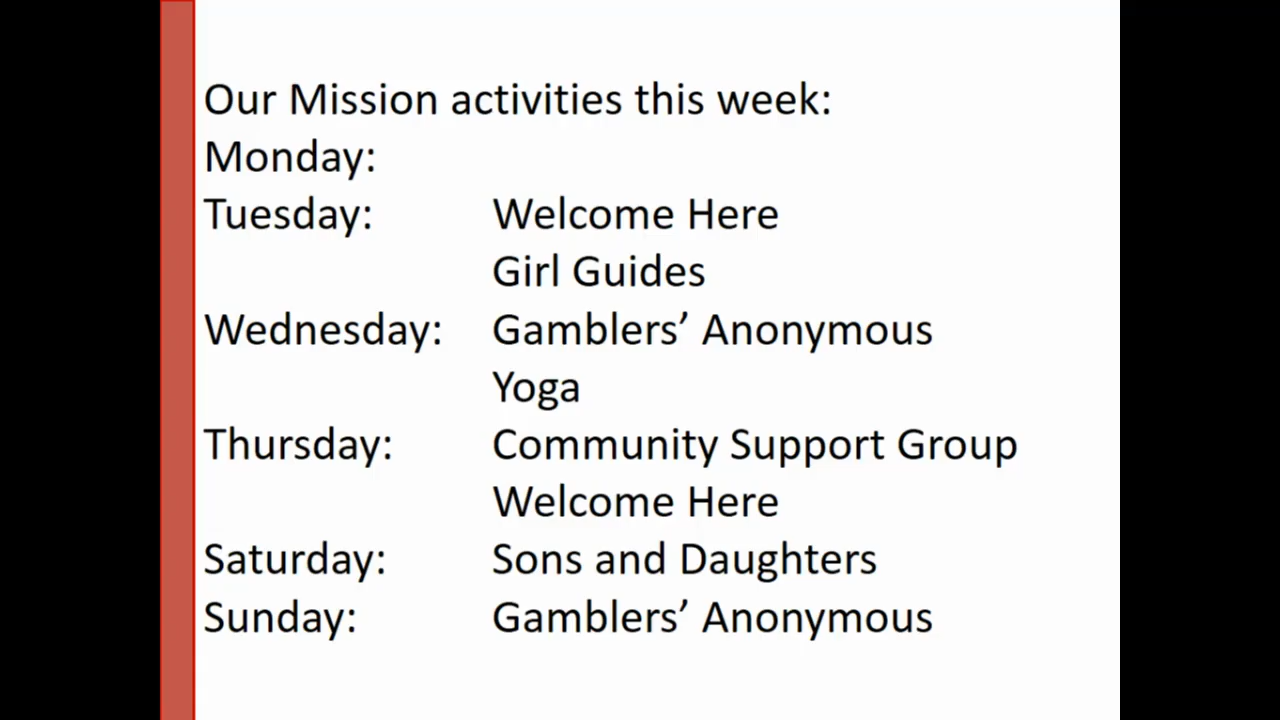 Our Mission activities this week:
Monday:
Tuesday: Welcome Here
Girl Guides
Wednesday: Gamblers’ Anonymous
Yoga
Thursday: Community Support Group
Welcome Here
Saturday: Sons and Daughters
Sunday: Gamblers’ Anonymous